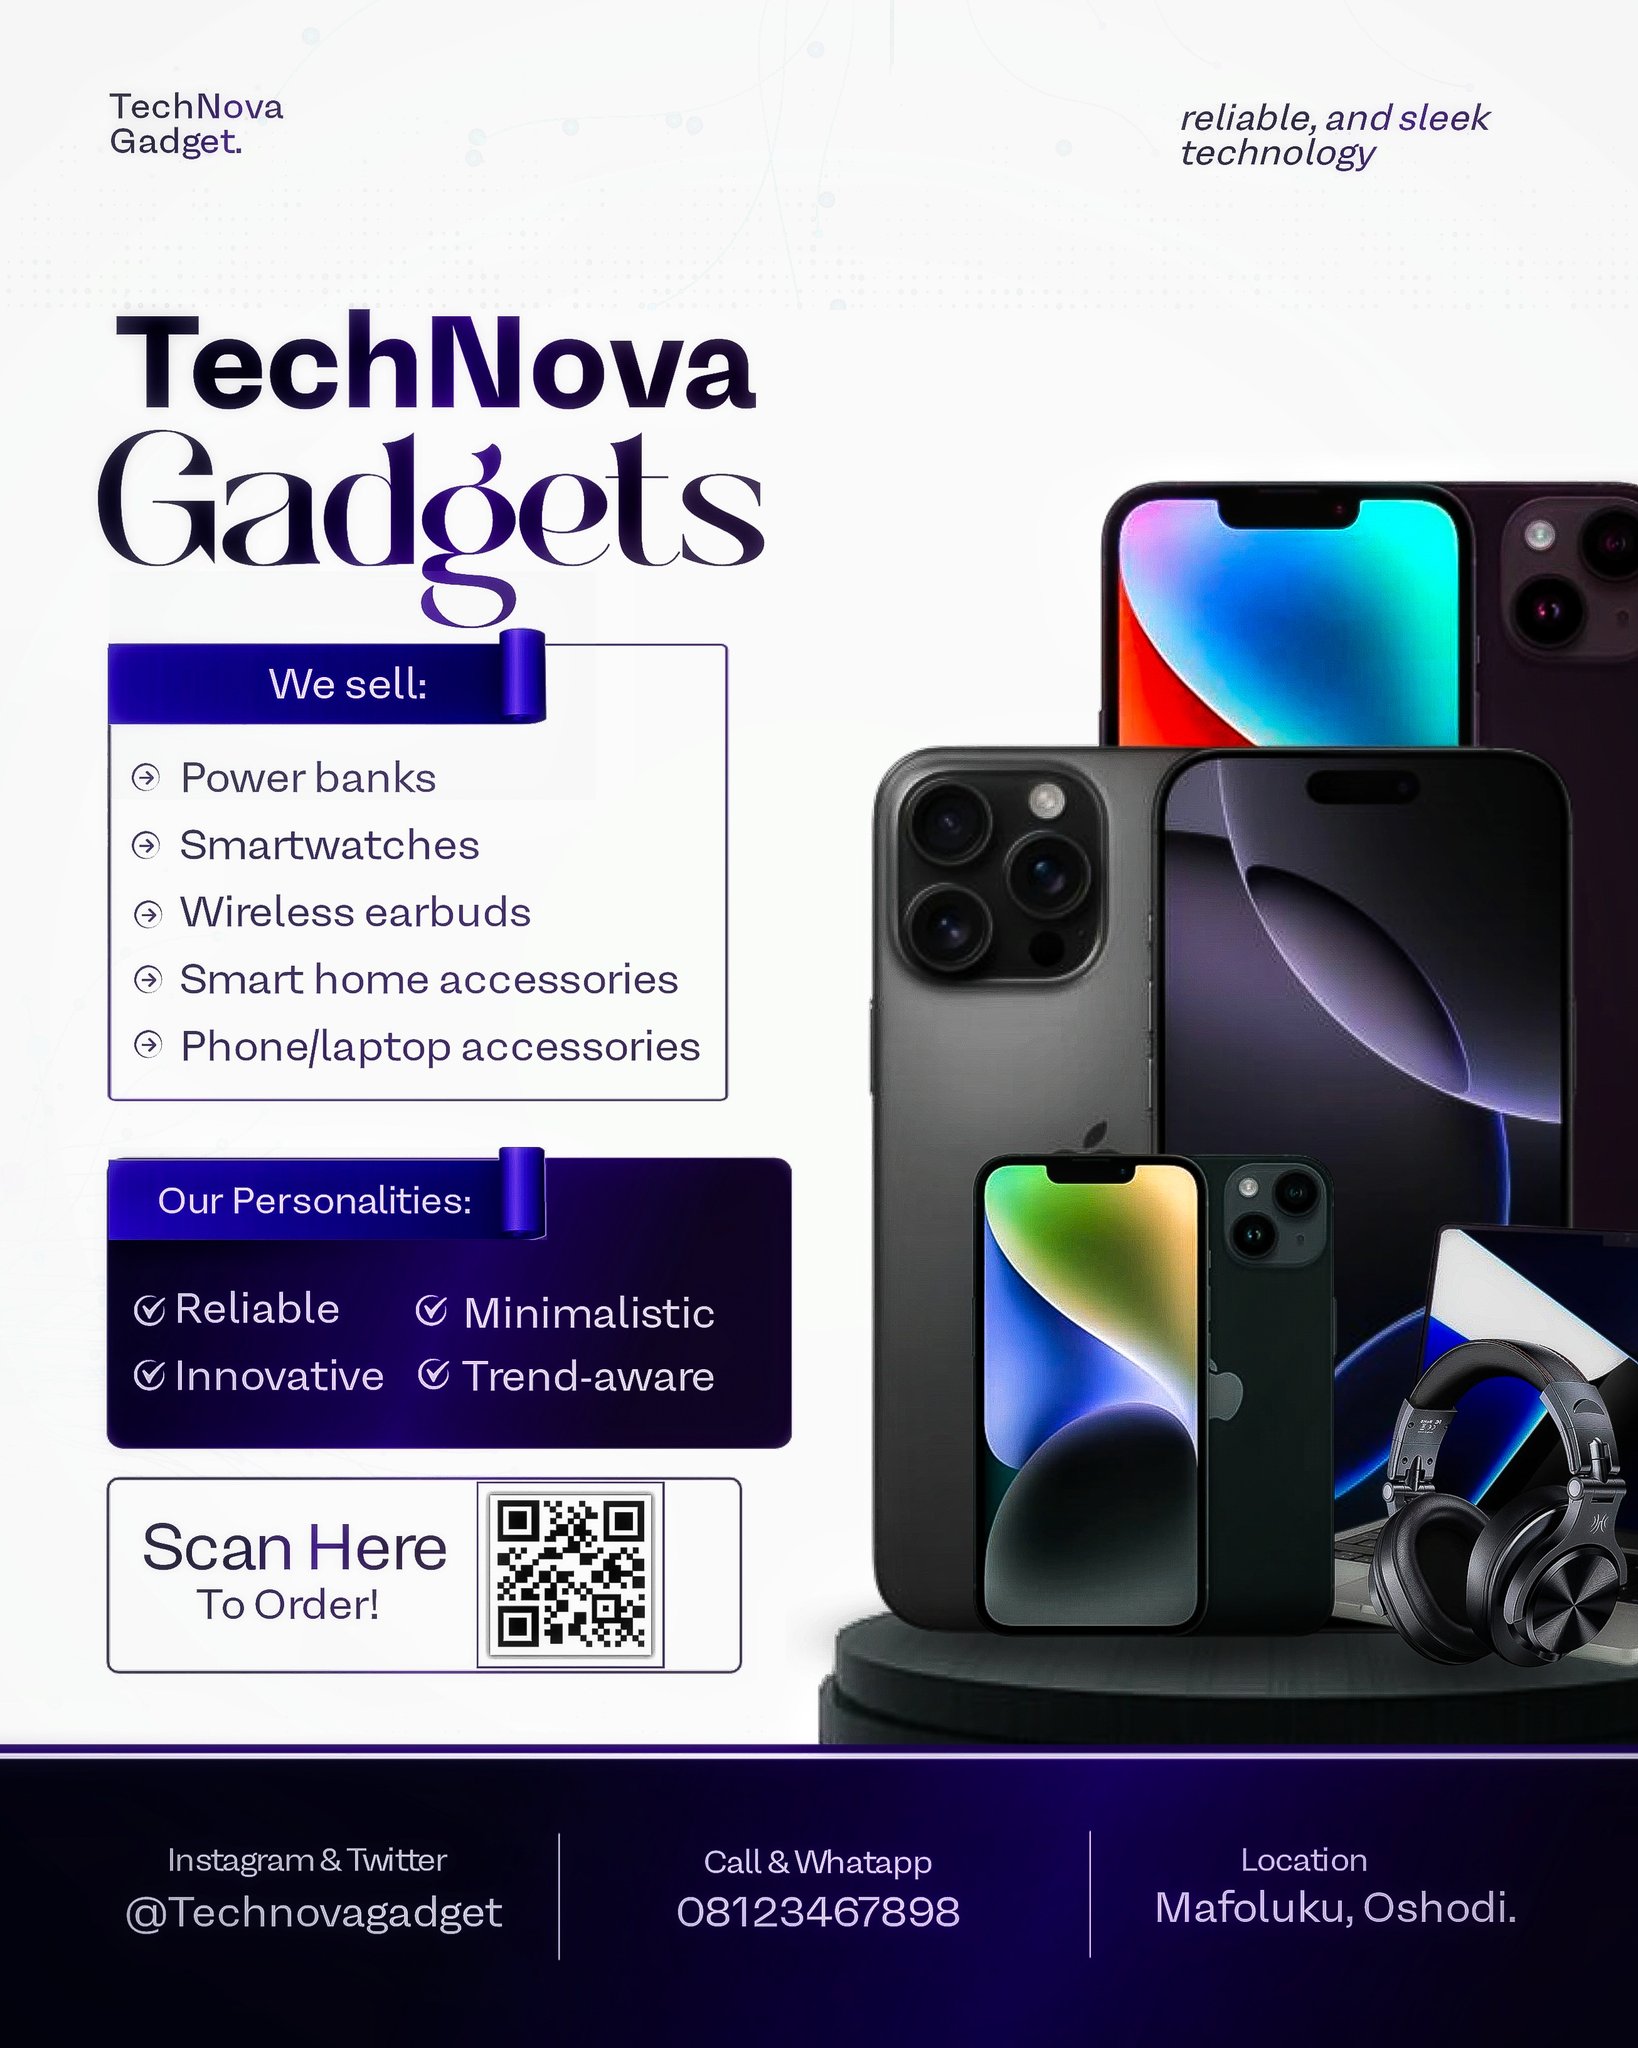 TechNova
Gadget.
reliable, and sleek
technology
TechNova
Gadgets
We sell:
Power banks
Smartwatches
Wireless earbuds
Smart home accessories
Phone/laptop accessories
Our Personalities:
Reliable
Minimalistic
Innovative
Trend-aware
Scan Here
To Order!
Instagram & Twitter
@Technovagadget
Call & Whatapp
08123467898
Location
Mafoluku, Oshodi.